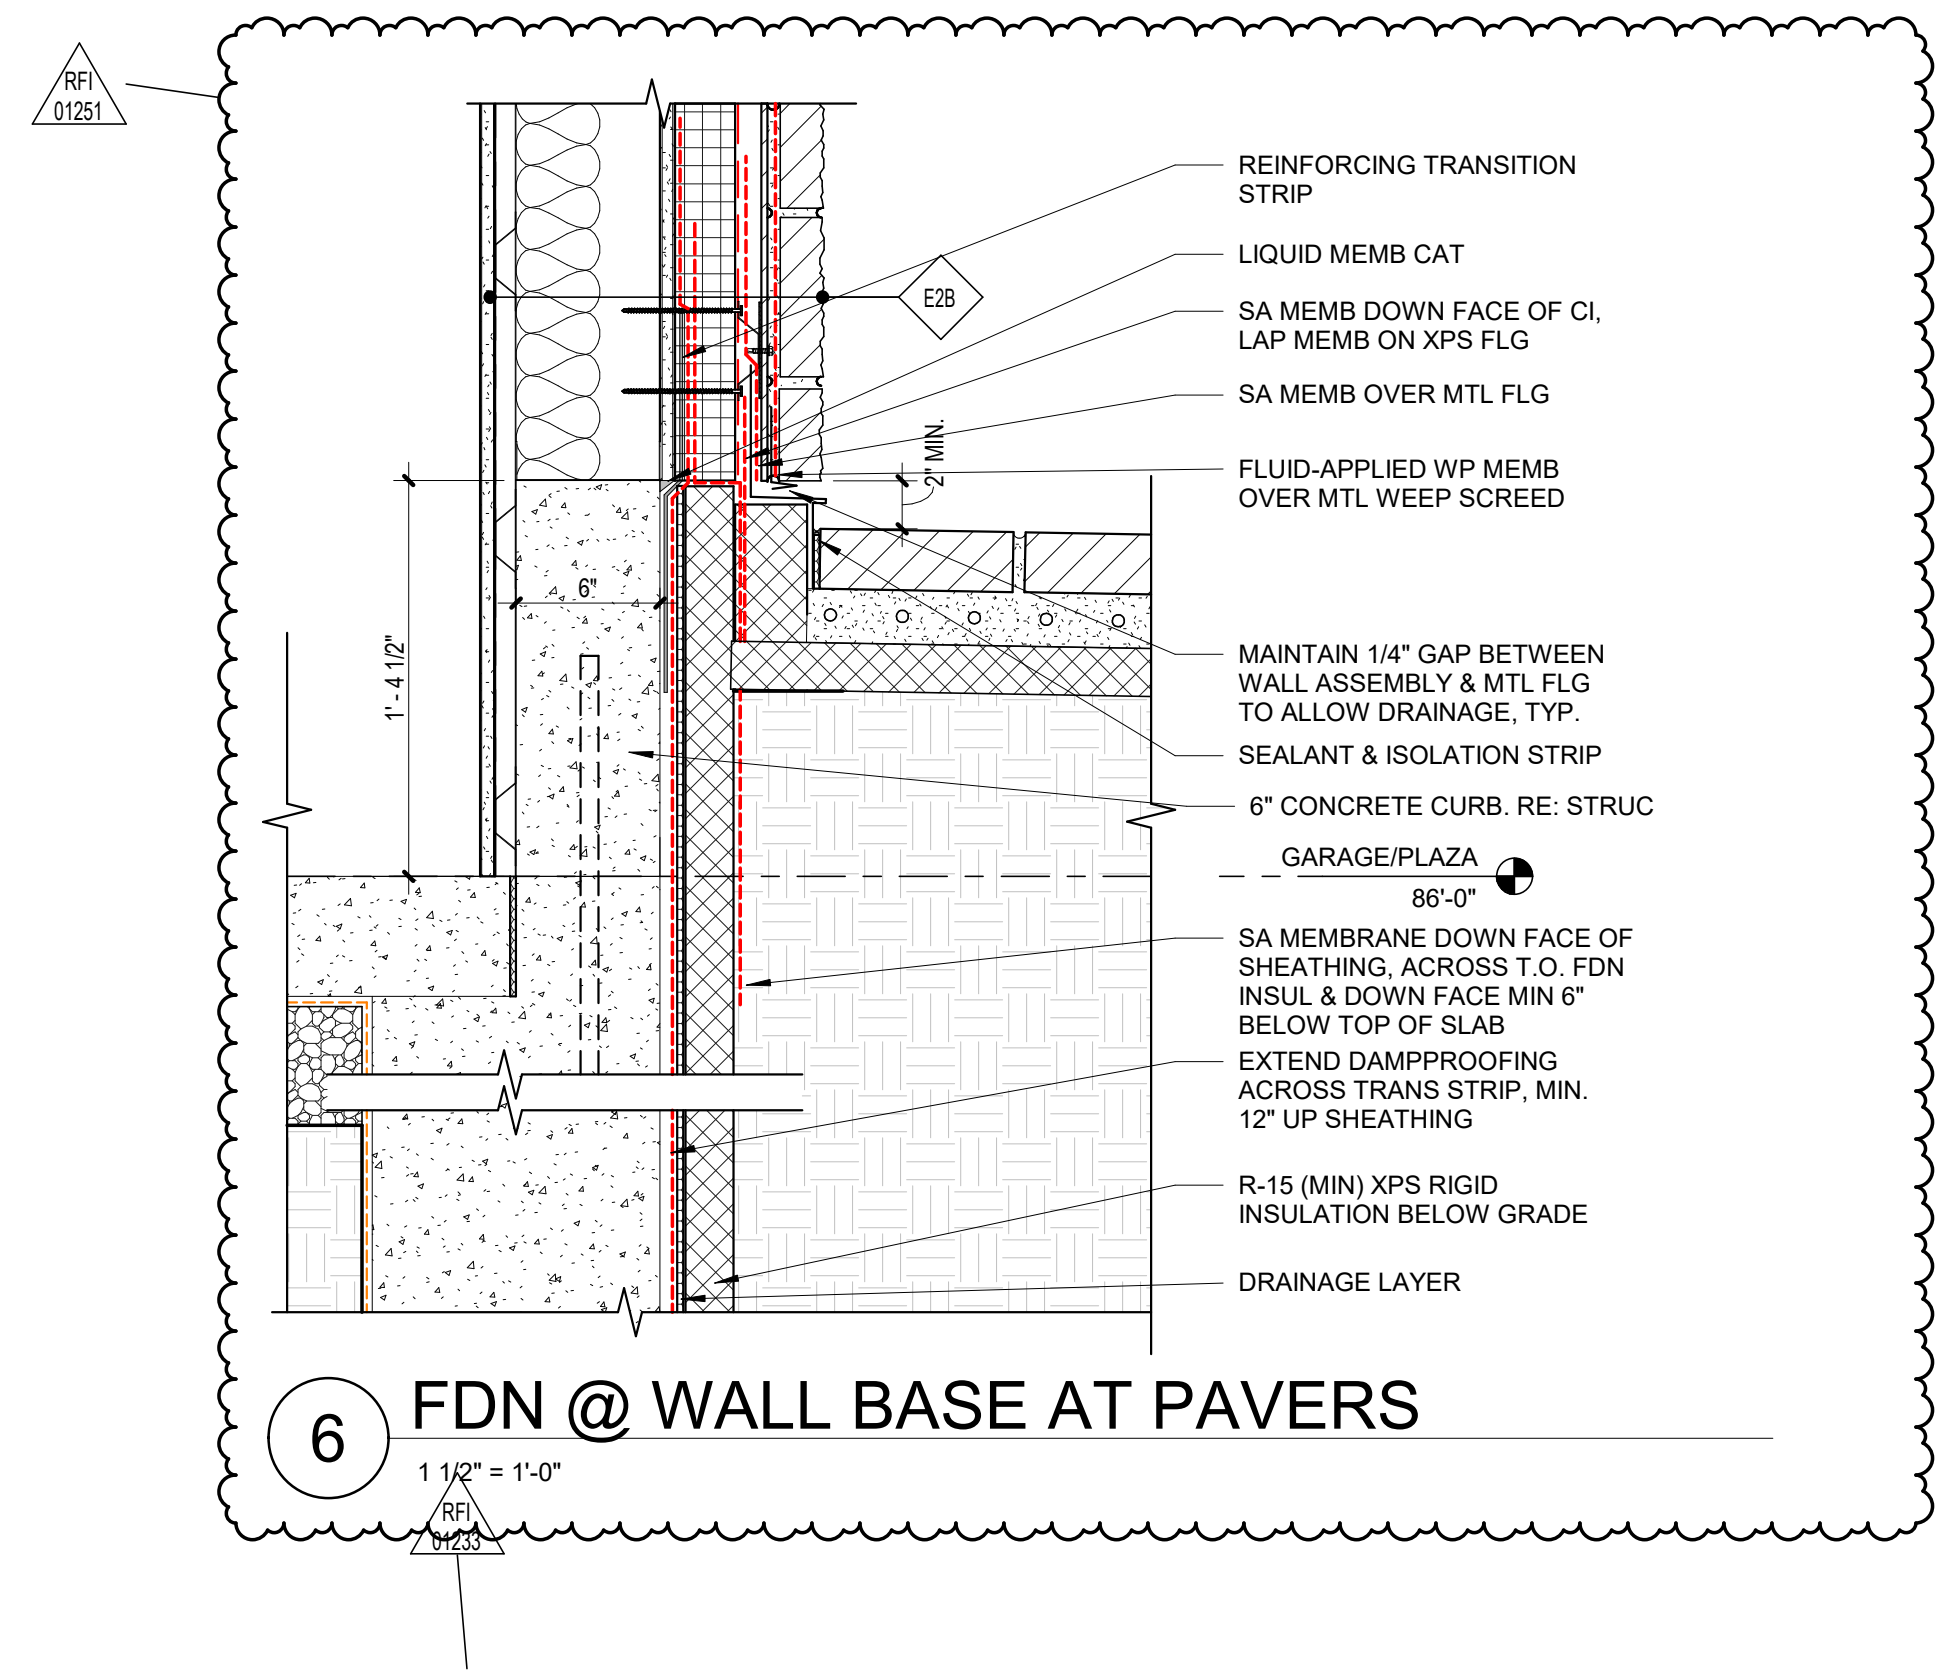 RFI
01251
REINFORCING TRANSITION
STRIP
LIQUID MEMB CAT
SA MEMB DOWN FACE OF CI,
LAP MEMB ON XPS FLG
E2B
SA MEMB OVER MTL FLG
2" MIN.
FLUID-APPLIED WP MEMB
OVER MTL WEEP SCREED
6"
1' - 4 1/2"
MAINTAIN 1/4" GAP BETWEEN
WALL ASSEMBLY & MTL FLG
TO ALLOW DRAINAGE, TYP.
SEALANT & ISOLATION STRIP
6" CONCRETE CURB. RE: STRUC
GARAGE/PLAZA
86'-0"
SA MEMBRANE DOWN FACE OF
SHEATHING, ACROSS T.O. FDN
INSUL & DOWN FACE MIN 6"
BELOW TOP OF SLAB
EXTEND DAMPPROOFING
ACROSS TRANS STRIP, MIN.
12" UP SHEATHING
R-15 (MIN) XPS RIGID
INSULATION BELOW GRADE
DRAINAGE LAYER
6
FDN @ WALL BASE AT PAVERS
1 1/2" = 1'-0"
RFI
01233